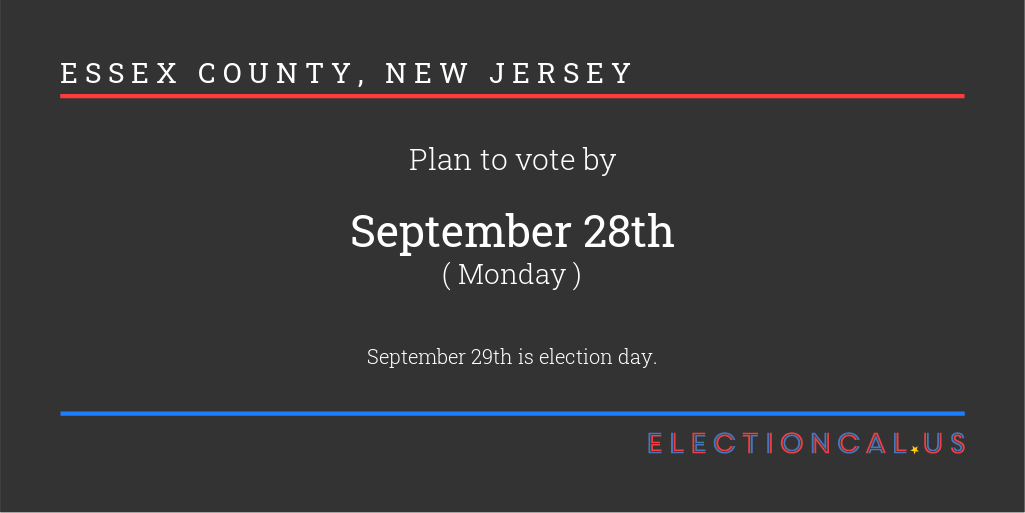 ESSEX COUNTY, NEW JERSEY
Plan to vote by
September 28th
( Monday )
September 29th is election day.
ELECTIONCAL.US